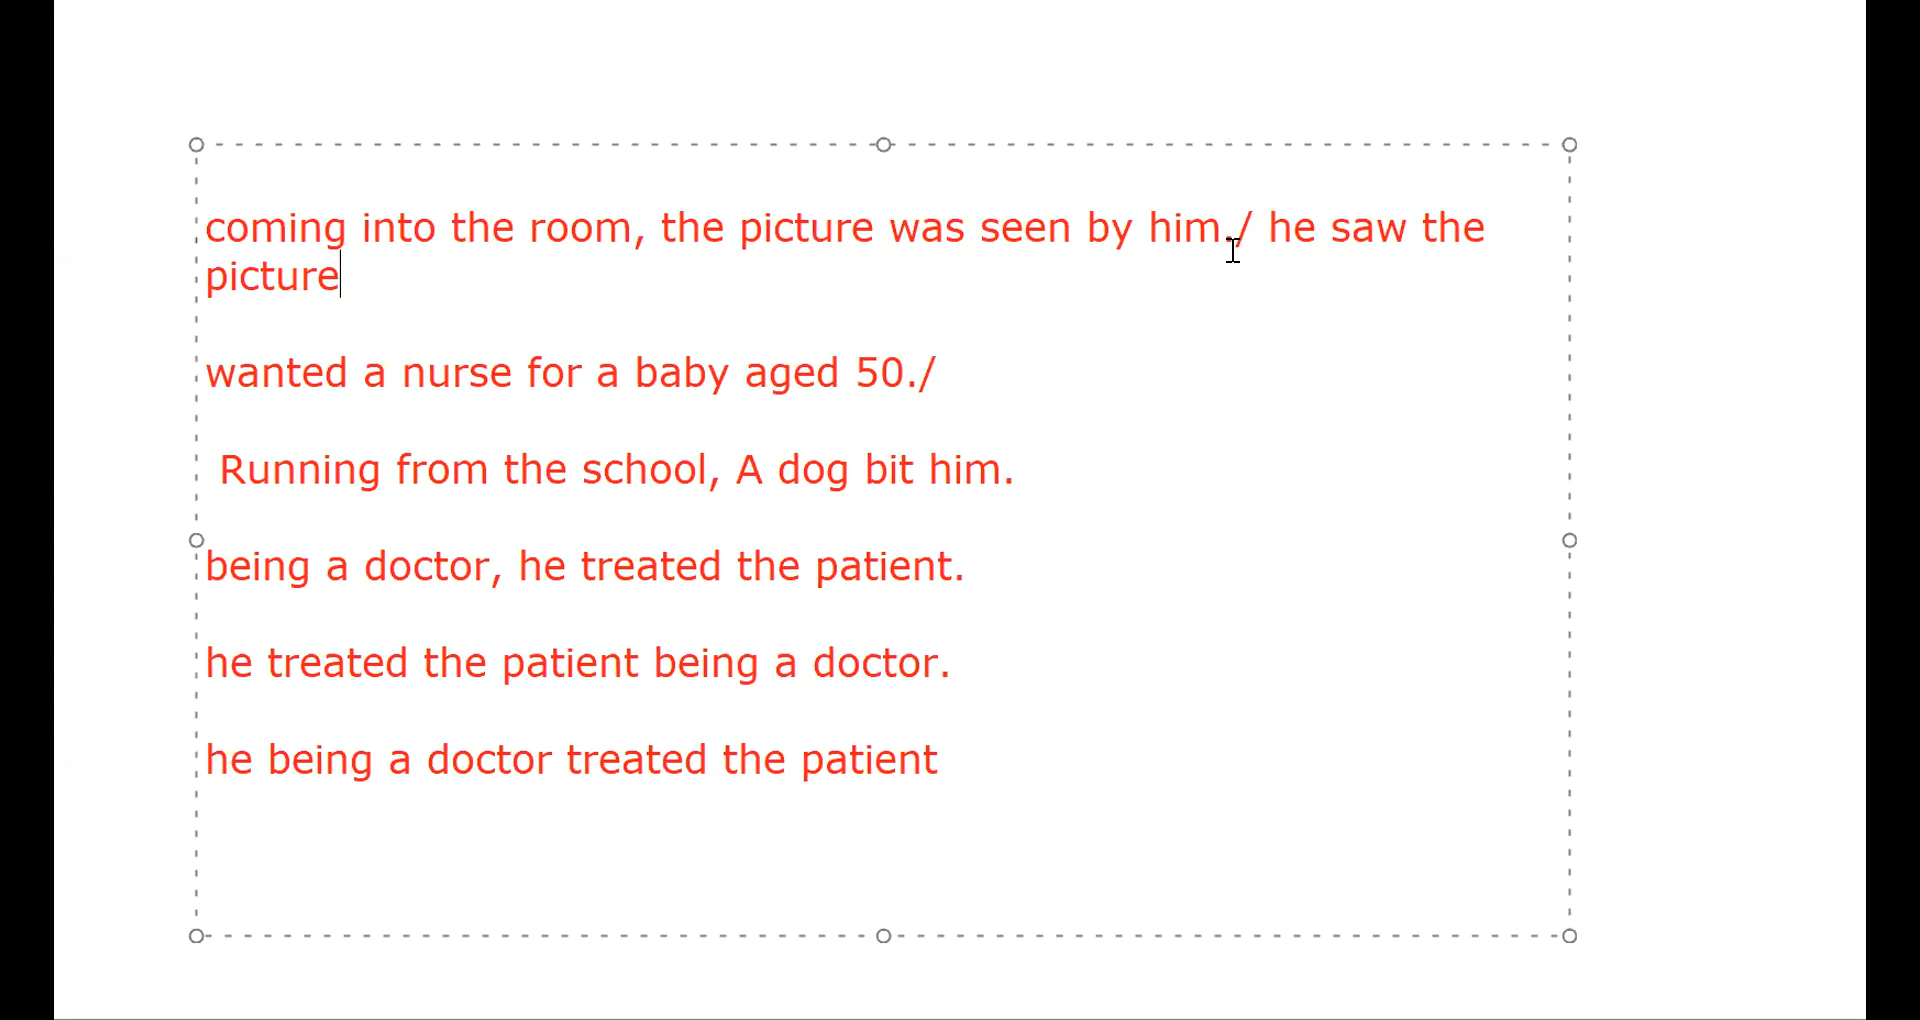 coming into the room, the picture was seen by him./ he saw the
picture
wanted a nurse for a baby aged 50./
Running from the school, A dog bit him.
being a doctor, he treated the patient.
he treated the patient being a doctor.
he being a doctor treated the patient